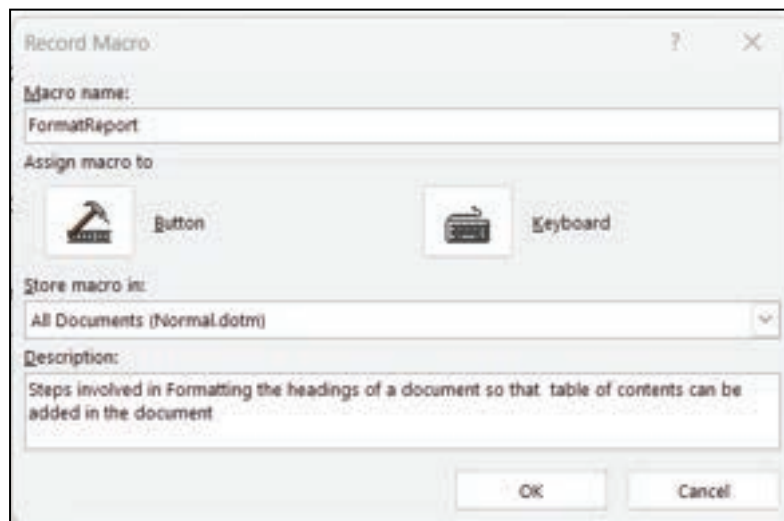 Record Macro ? ×
Macro name:
FormatReport
Assign macro to
Button Keyboard
Store macro in:
All Documents (Normal.dotm)
Description:
Steps involved in Formatting the headings of a document so that table of contents can be
added in the document
OK Cancel